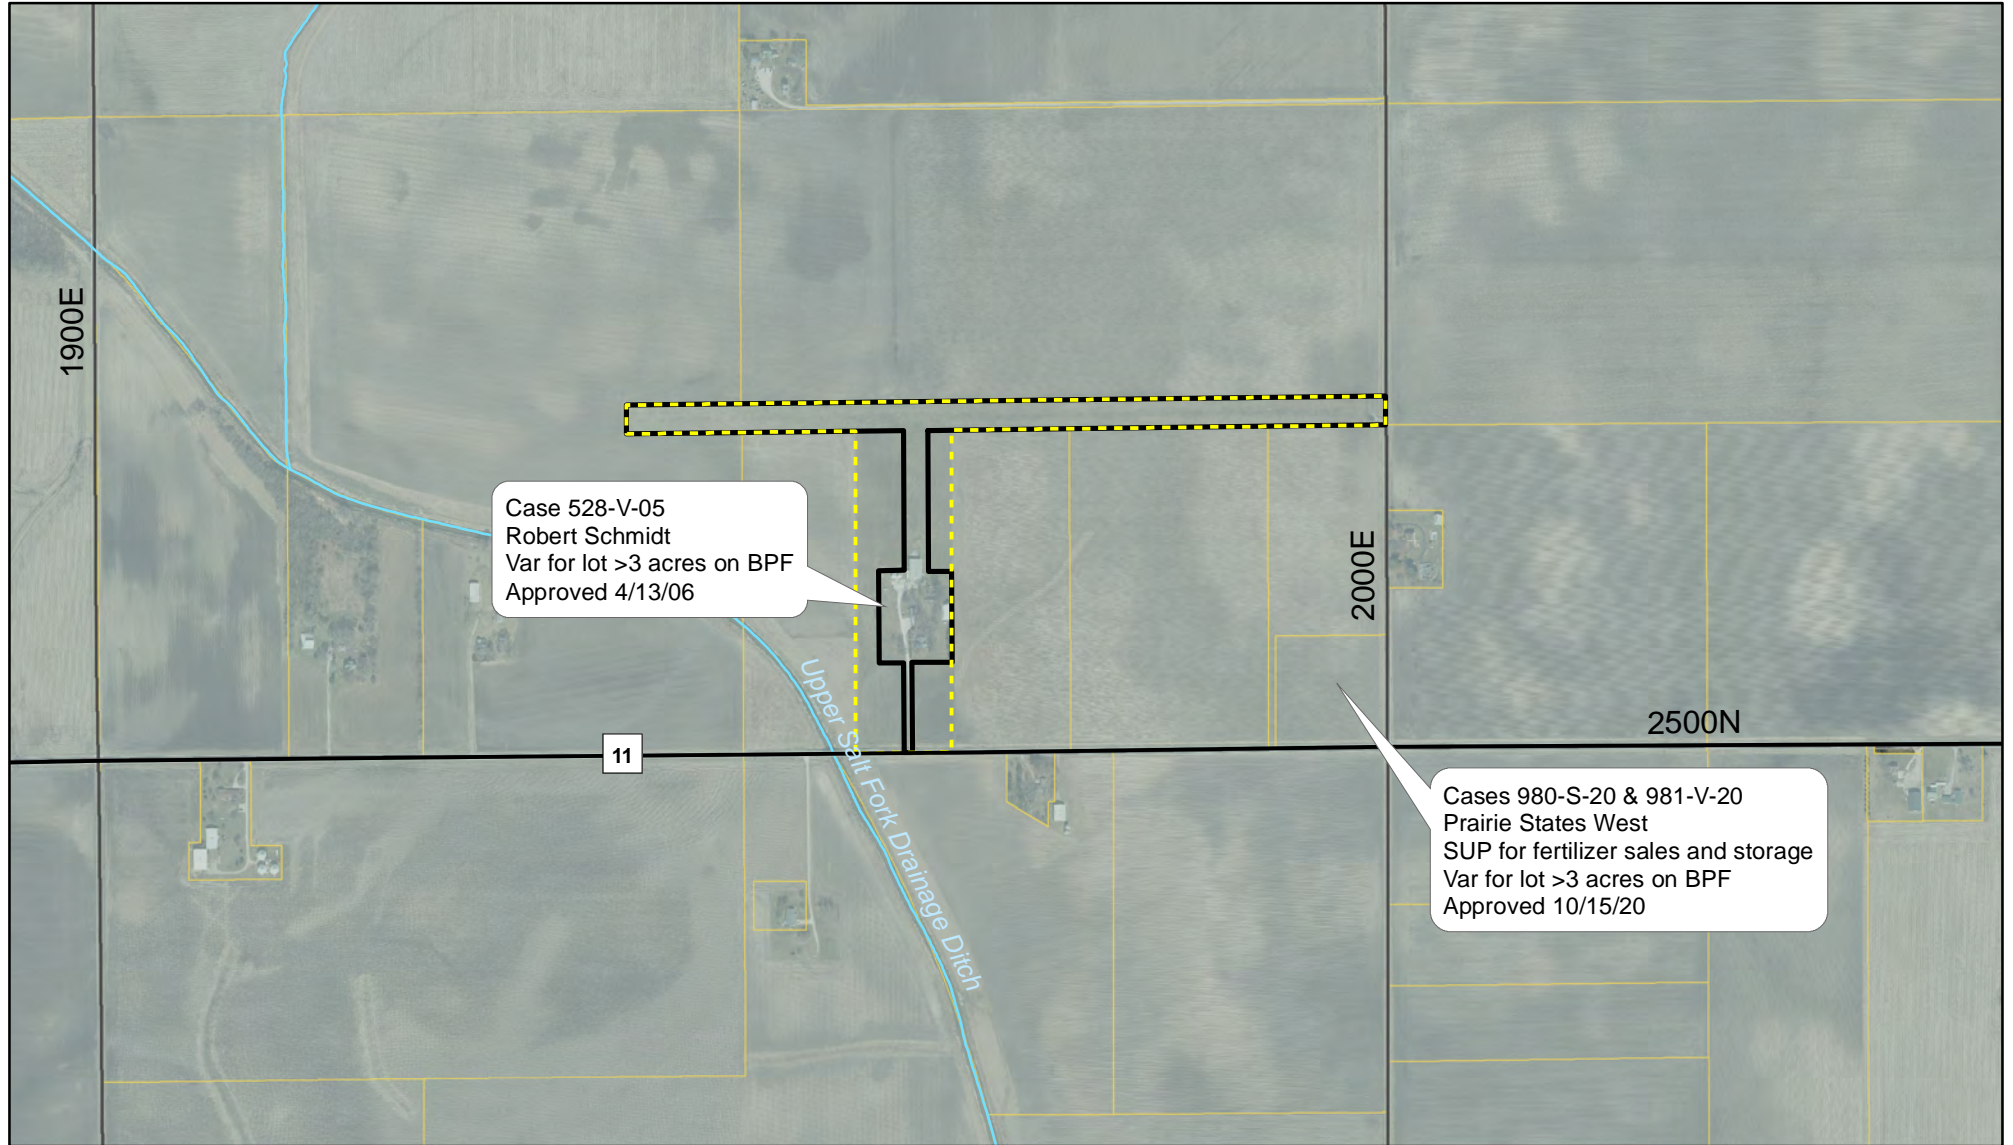 1900E
Case 528-V-05
Robert Schmidt
Var for lot >3 acres on BPF
Approved 4/13/06
2000E
Upper Salt Fork Drainage Ditch
2500N
11
Cases 980-S-20 & 981-V-20
Prairie States West
SUP for fertilizer sales and storage
Var for lot >3 acres on BPF
Approved 10/15/20